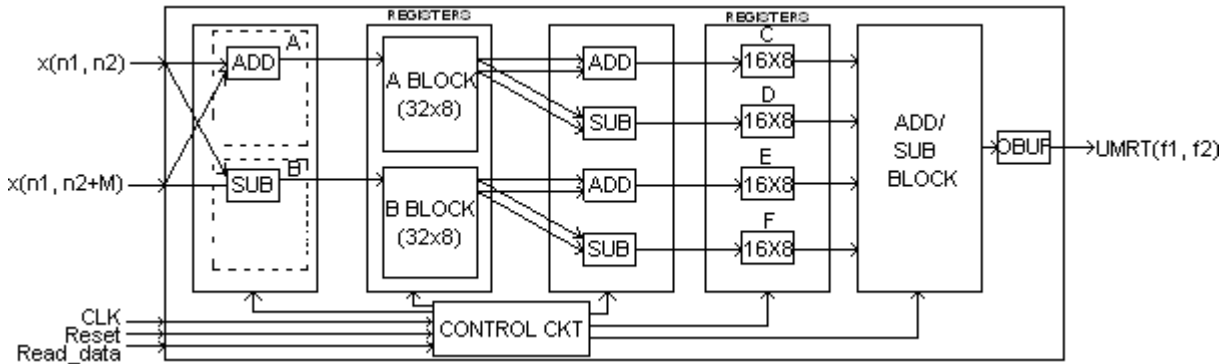 REGISTERS
REGISTERS
x(n1, n2)
x(n1, n2+M)
A
ADD
B
SUB
A BLOCK
(32x8)
B BLOCK
(32x8)
ADD
SUB
ADD
SUB
C
16X8
D
16X8
E
16X8
F
16X8
ADD/
SUB
BLOCK
OBUF
UMRT(f1, f2)
CLK
Reset
Read_data
CONTROL CKT